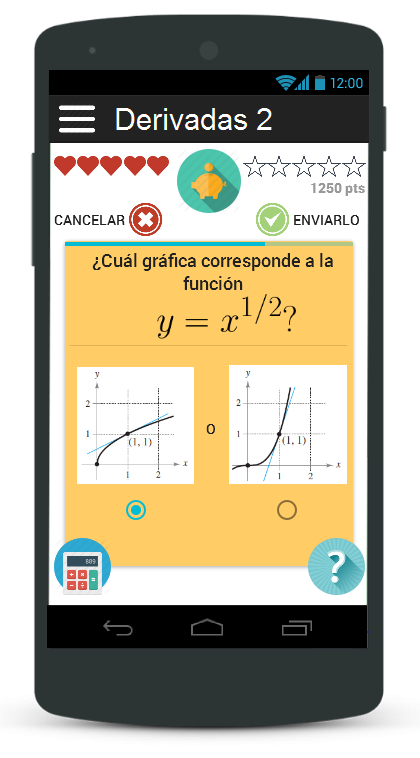 12:00
Derivadas 2
1250 pts
CANCELAR
ENVIARLO
¿Cuál gráfica corresponde a la
función
y = x^{1/2}?
y
2
1
(1, 1)
1
2
x
o
y
2
1
(1, 1)
1
2
x
889
?